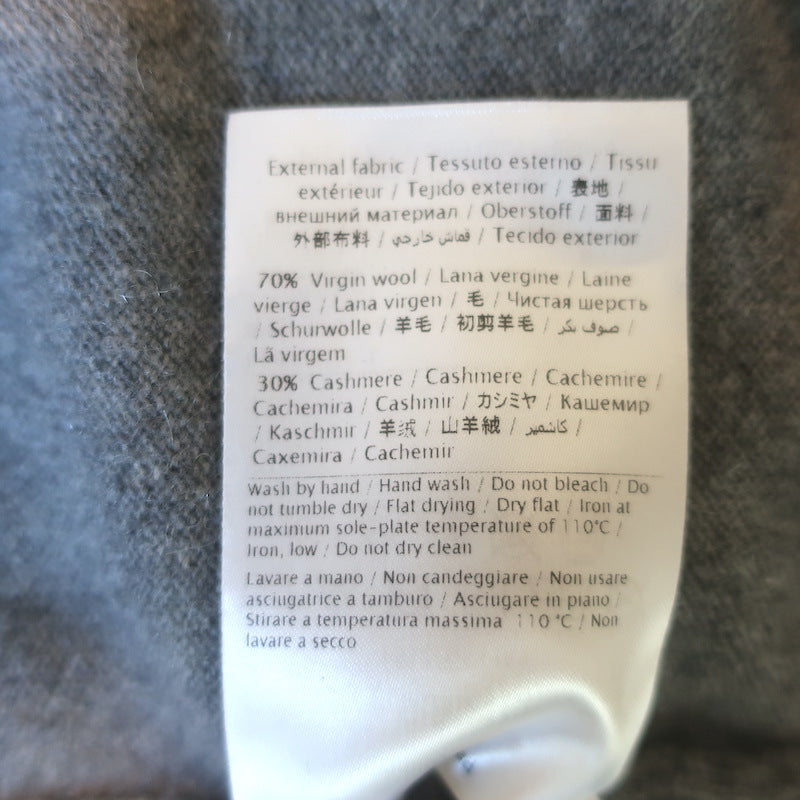 External fabric / Tessuto esterno / Tissu
extérieur / Tejido exterior / 表地 /
внешний материал / Oberstoff / 面料 /
外部布料 / قماش خارجي / Tecido exterior
70% Virgin wool / Lana vergine / Laine
vierge / Lana virgen / 毛 / Чистая шерсть
/ Schurwolle / 羊毛 / 初剪羊毛 / صوف بكر /
Lã virgem
30% Cashmere / Cashmere / Cachemire /
Cachemira / Cashmir / カシミヤ / Кашемир
/ Kaschmir / 羊绒 / 山羊絨 / كاشمير /
Caxemira / Cachemir
Wash by hand / Hand wash / Do not bleach / Do
not tumble dry / Flat drying / Dry flat / Iron at
maximum sole-plate temperature of 110°C /
Iron, low / Do not dry clean
Lavare a mano / Non candeggiare / Non usare
asciugatrice a tamburo / Asciugare in piano /
Stirare a temperatura massima 110 °C / Non
lavare a secco